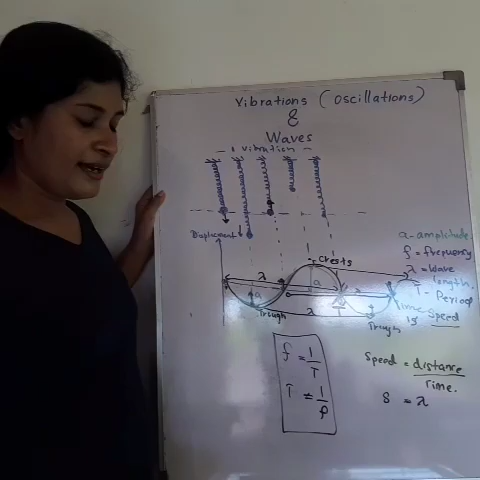 Vibrations (Oscillations)
&
Waves
vibration
Displacement
Crests
λ
a
a
λ
T
λ
Trough
λ
Trough
a - amplitude
f = frequency
λ = Wave
length
T - Period
Time
is Speed
f = 1/T
T = 1/f
Speed = distance
Time.
S = λ